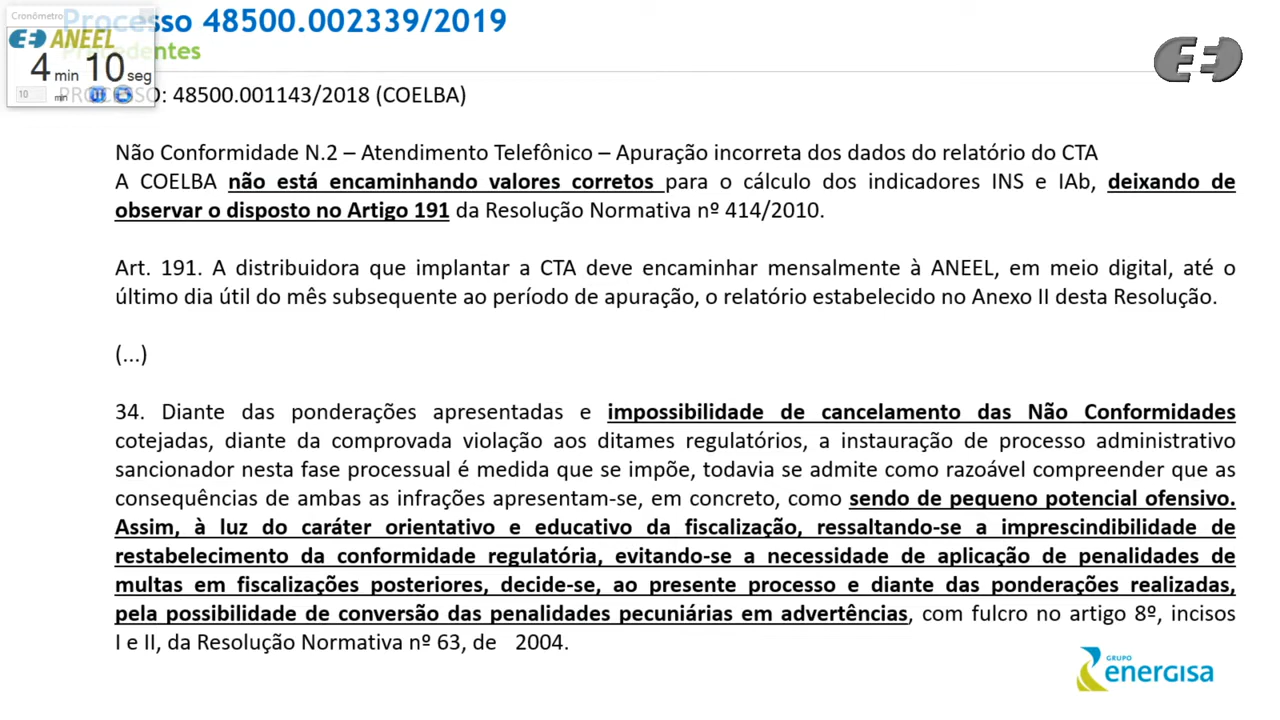 Cronômetro
Processo 48500.002339/2019
ANEEL
Precedentes
4 min 10 seg
10 min
PROCESSO: 48500.001143/2018 (COELBA)
Não Conformidade N.2 – Atendimento Telefônico – Apuração incorreta dos dados do relatório do CTA
A COELBA não está encaminhando valores corretos para o cálculo dos indicadores INS e IAb, deixando de
observar o disposto no Artigo 191 da Resolução Normativa nº 414/2010.
Art. 191. A distribuidora que implantar a CTA deve encaminhar mensalmente à ANEEL, em meio digital, até o
último dia útil do mês subsequente ao período de apuração, o relatório estabelecido no Anexo II desta Resolução.
(...)
34. Diante das ponderações apresentadas e impossibilidade de cancelamento das Não Conformidades
cotejadas, diante da comprovada violação aos ditames regulatórios, a instauração de processo administrativo
sancionador nesta fase processual é medida que se impõe, todavia se admite como razoável compreender que as
consequências de ambas as infrações apresentam-se, em concreto, como sendo de pequeno potencial ofensivo.
Assim, à luz do caráter orientativo e educativo da fiscalização, ressaltando-se a imprescindibilidade de
restabelecimento da conformidade regulatória, evitando-se a necessidade de aplicação de penalidades de
multas em fiscalizações posteriores, decide-se, ao presente processo e diante das ponderações realizadas,
pela possibilidade de conversão das penalidades pecuniárias em advertências, com fulcro no artigo 8º, incisos
I e II, da Resolução Normativa nº 63, de 2004.
GRUPO
energisa